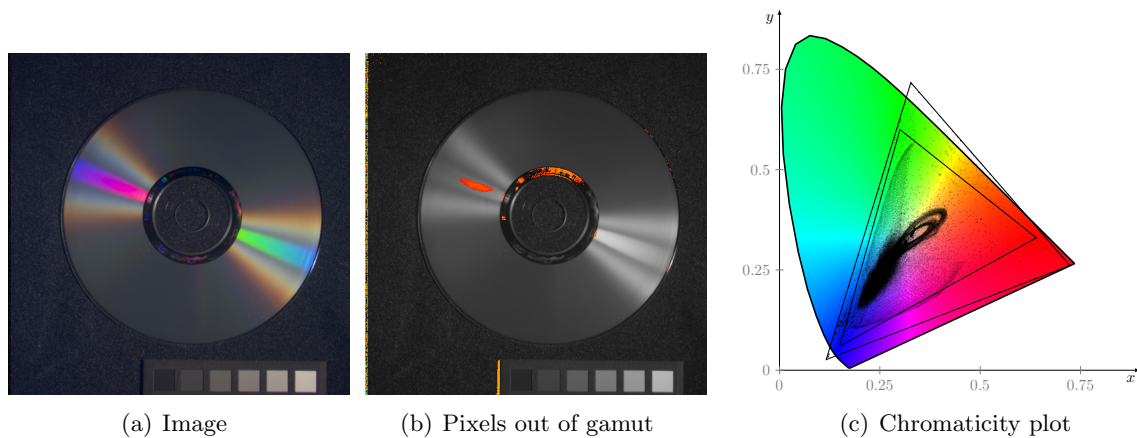 y
0.75
0.5
0.25
0
0 0.25 0.5 0.75 x
(a) Image (b) Pixels out of gamut (c) Chromaticity plot